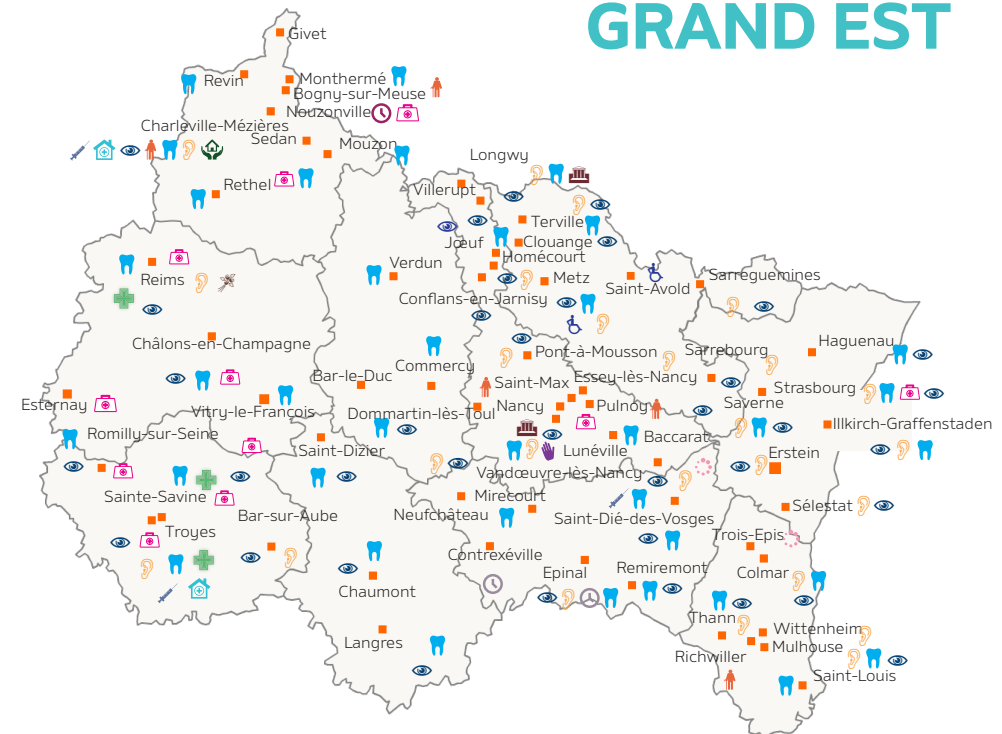 GRAND EST
Givet
Revin
Monthermé
Bogny-sur-Meuse
Nouzonville
Charleville-Mézières
Sedan
Mouzon
Longwy
Rethel
Villerupt
Terville
Jœuf
Clouange
Homécourt
Verdun
Reims
Metz
Saint-Avold
Sarreguemines
Conflans-en-Jarnisy
Châlons-en-Champagne
Haguenau
Pont-à-Mousson
Sarrebourg
Commercy
Bar-le-Duc
Saint-Max
Essey-lès-Nancy
Strasbourg
Esternay
Vitry-le-François
Dommartin-lès-Toul
Nancy
Pulnoy
Saverne
Illkirch-Graffenstaden
Romilly-sur-Seine
Saint-Dizier
Lunéville
Baccarat
Erstein
Vandœuvre-lès-Nancy
Sainte-Savine
Mirecourt
Bar-sur-Aube
Neufchâteau
Saint-Dié-des-Vosges
Sélestat
Troyes
Trois-Epis
Contrexéville
Epinal
Remiremont
Colmar
Chaumont
Thann
Wittenheim
Langres
Mulhouse
Richwiller
Saint-Louis